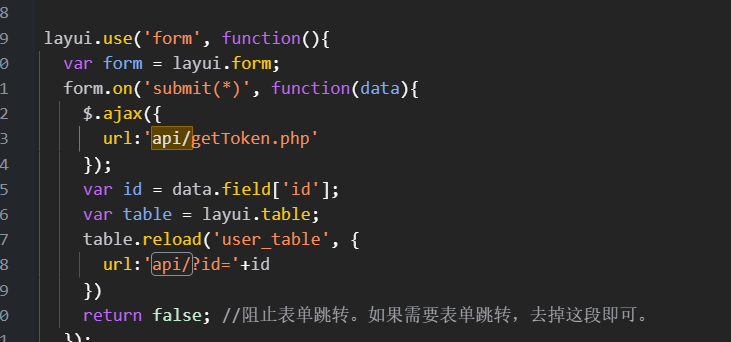 8
9 layui.use('form', function(){
0 var form = layui.form;
1 form.on('submit(*)', function(data){
2 $.ajax({
3 url:'api/getToken.php'
4 });
5 var id = data.field['id'];
6 var table = layui.table;
7 table.reload('user_table', {
8 url:'api/?id='+id
9 })
0 return false; //阻止表单跳转。如果需要表单跳转，去掉这段即可。
1 });